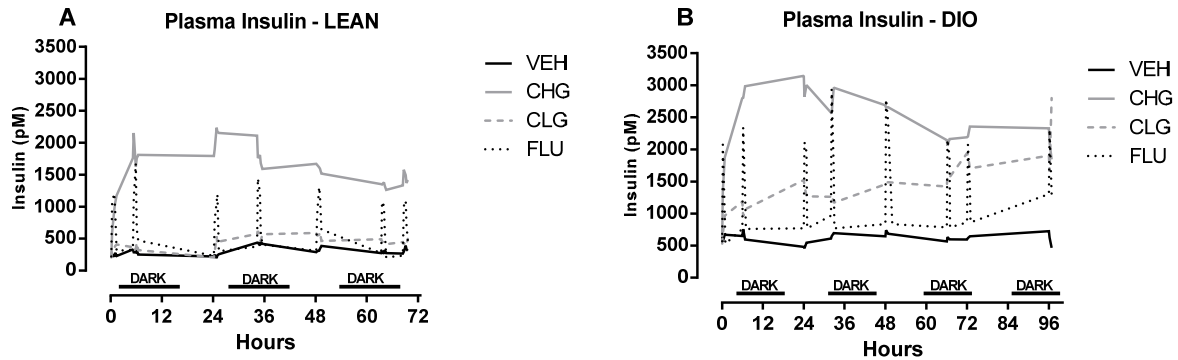 A
Plasma Insulin - LEAN
3500
3000
2500
2000
1500
1000
500
0
Insulin (pM)
VEH
CHG
CLG
FLU
DARK DARK DARK
0 12 24 36 48 60 72
Hours
B
Plasma Insulin - DIO
3500
3000
2500
2000
1500
1000
500
0
Insulin (pM)
VEH
CHG
CLG
FLU
DARK DARK DARK DARK
0 12 24 36 48 60 72 84 96
Hours